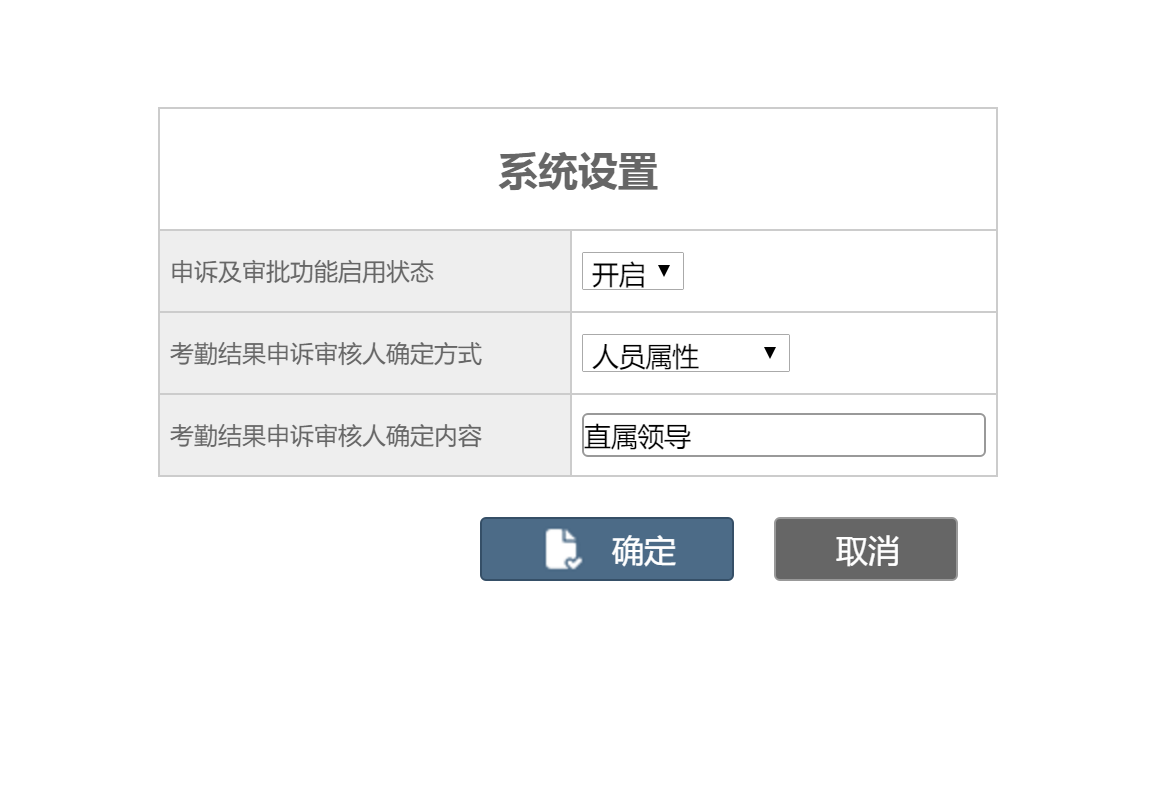 系统设置
申诉及审批功能启用状态
开启
考勤结果申诉审核人确定方式
人员属性
考勤结果申诉审核人确定内容
直属领导
确定
取消